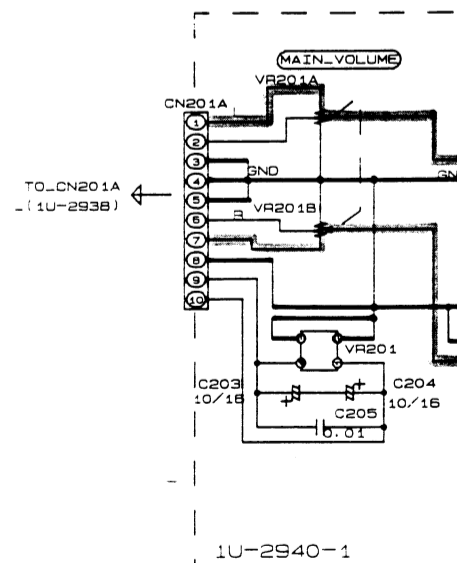 MAIN_VOLUME
VR201A
CN201A
L
1
2
3
GND
GN
4
TO_CN201A
5
_(1U-2938)
VR201B
6
R
7
8
9
10
VR201
C203
C204
10/16
10/16
C205
0.01
1U-2940-1